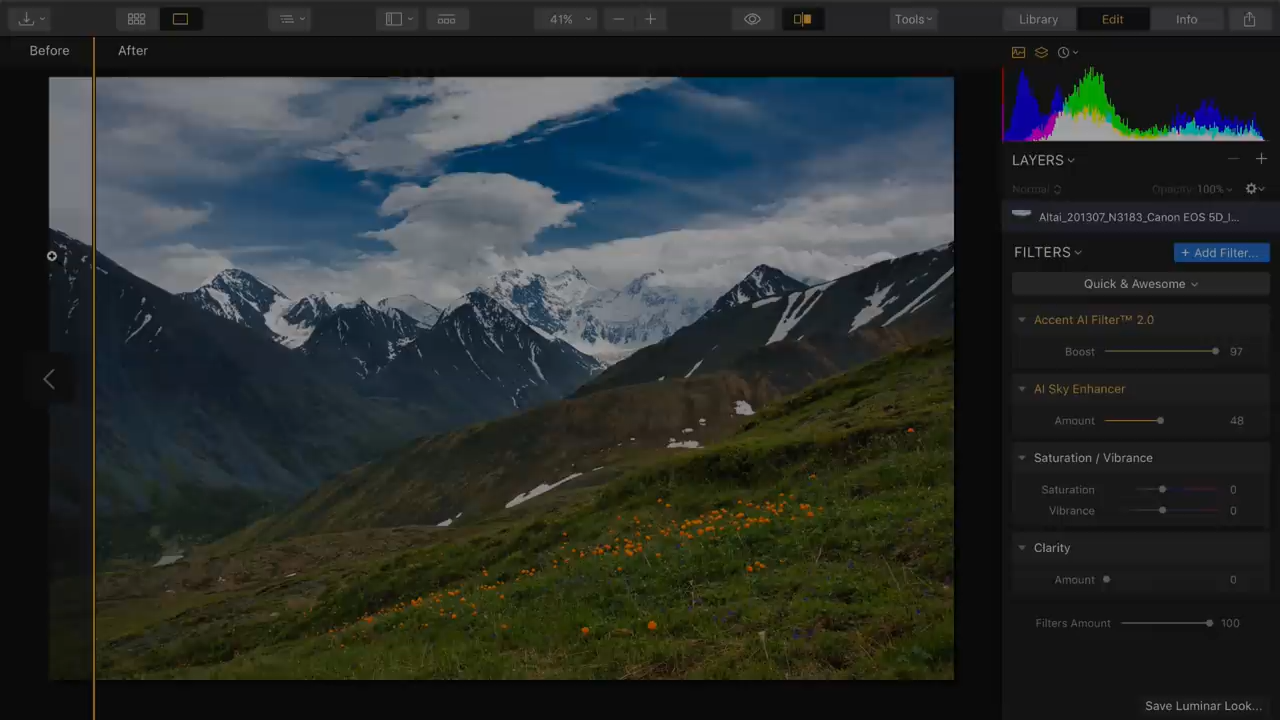 41%
Tools
Library
Edit
Info
Before
After
LAYERS
Normal
Opacity: 100%
Altai_201307_N3183_Canon EOS 5D_I...
FILTERS
+ Add Filter...
Quick & Awesome
Accent AI Filter™ 2.0
Boost 97
AI Sky Enhancer
Amount 48
Saturation / Vibrance
Saturation 0
Vibrance 0
Clarity
Amount 0
Filters Amount 100
Save Luminar Look...